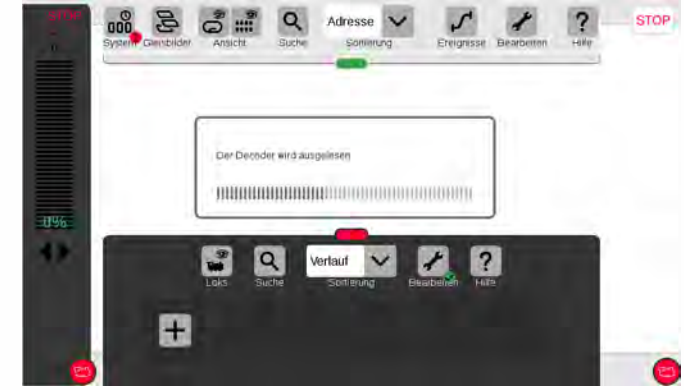 STOP
Adresse
STOP
System Gleisbilder Ansicht Suche Sortierung Ereignisse Bearbeiten Hilfe
Der Decoder wird ausgelesen
0%
Verlauf
Loks Suche Sortierung Bearbeiten Hilfe